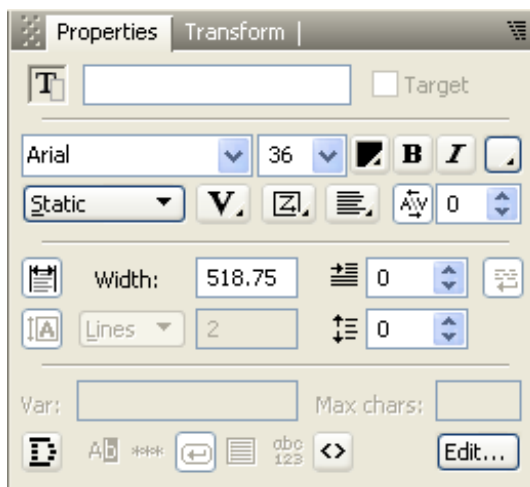 Properties Transform
T Target
Arial 36 B I
Static V. A\V 0
Width: 518.75 0
A Lines 2 0
Var: Max chars:
Ab *** abc 123 <> Edit...